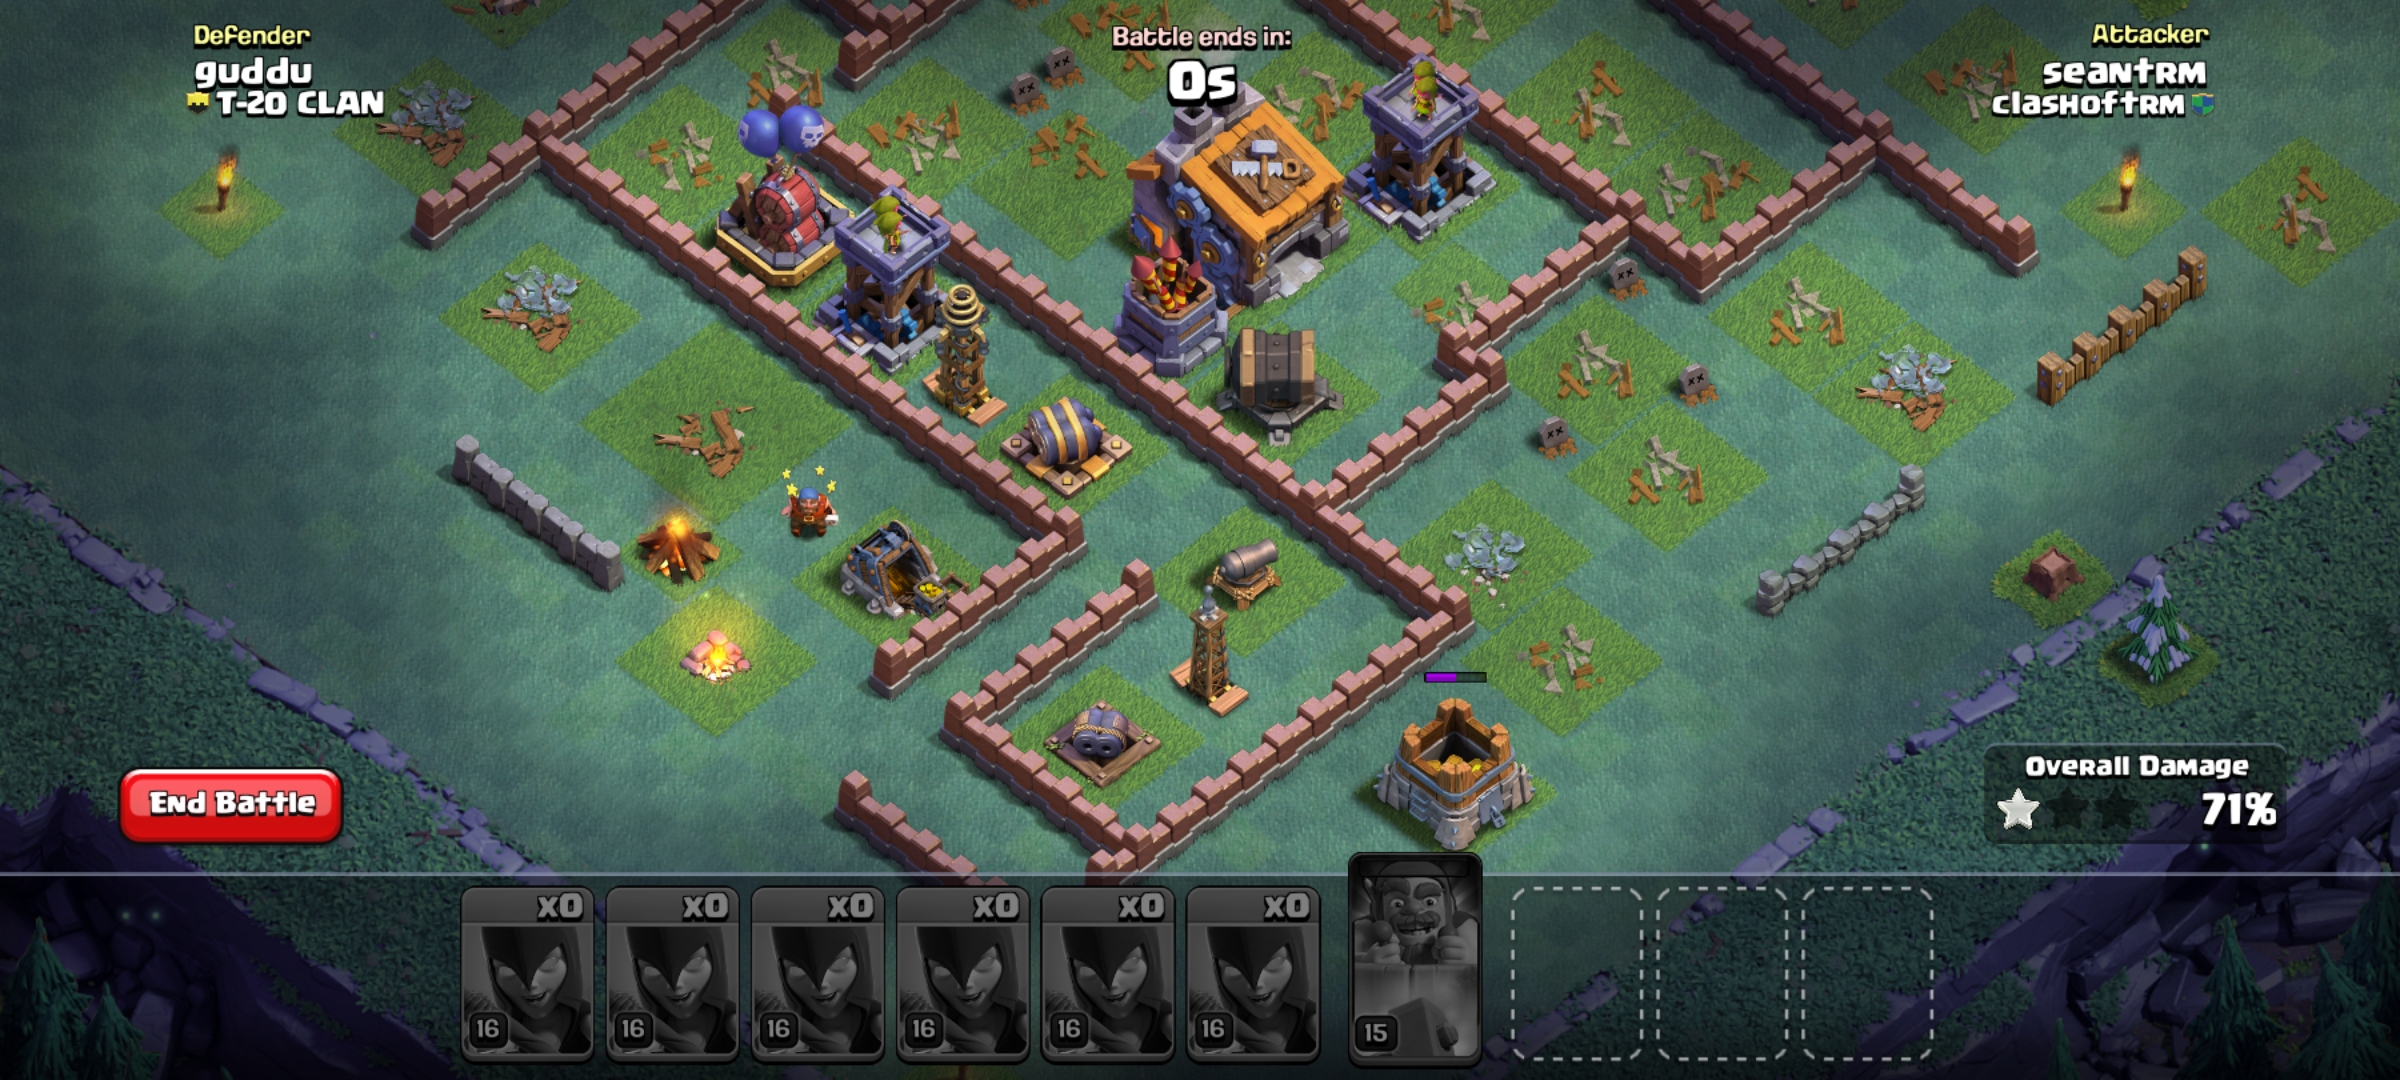 Defender
guddu
T-20 CLAN
Battle ends in:
0s
Attacker
seantRM
clashoftRM
End Battle
Overall Damage
71%
x0 x0 x0 x0 x0 x0
16 16 16 16 16 16 15